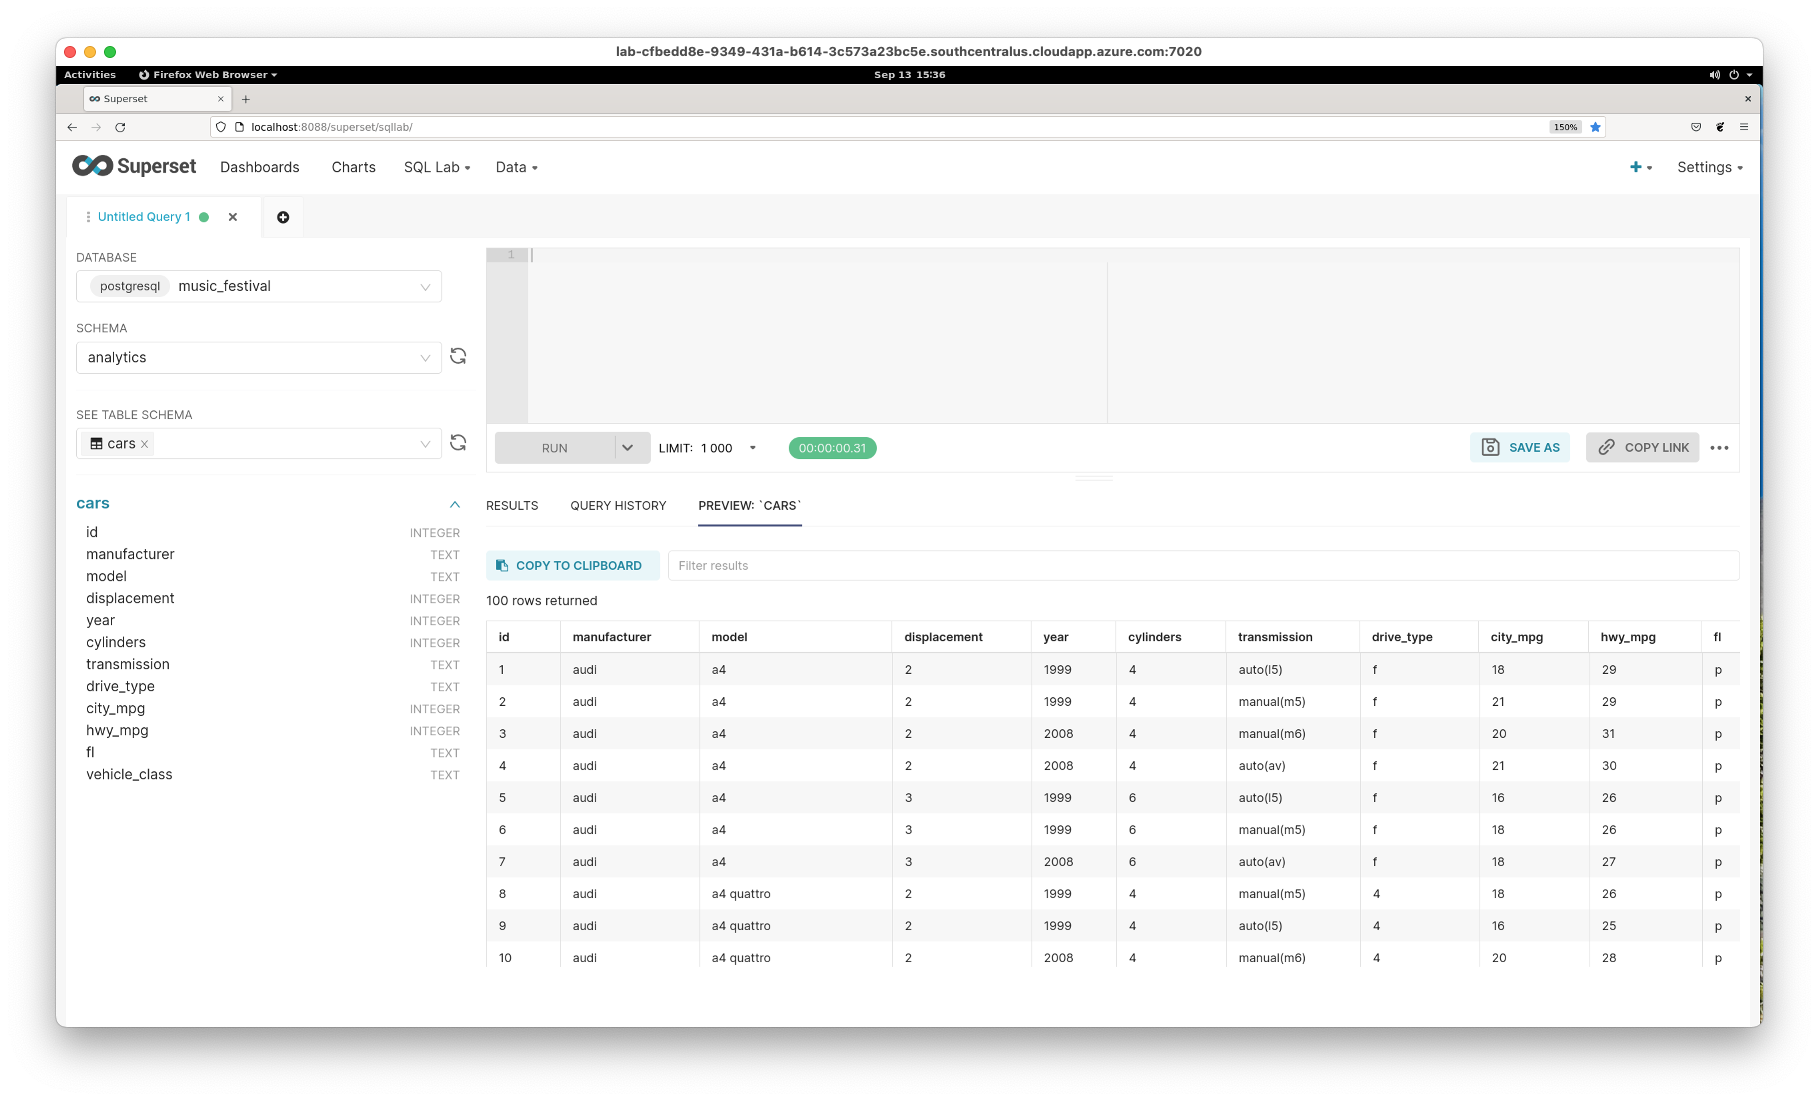 lab-cfbedd8e-9349-431a-b614-3c573a23bc5e.southcentralus.cloudapp.azure.com:7020
Activities Firefox Web Browser Sep 13 15:36
Superset
localhost:8088/superset/sqllab/ 150%
Superset Dashboards Charts SQL Lab Data Settings
Untitled Query 1
DATABASE
postgresql music_festival
SCHEMA
analytics
SEE TABLE SCHEMA
cars
cars
id INTEGER
manufacturer TEXT
model TEXT
displacement INTEGER
year INTEGER
cylinders INTEGER
transmission TEXT
drive_type TEXT
city_mpg INTEGER
hwy_mpg INTEGER
fl TEXT
vehicle_class TEXT
1
RUN LIMIT: 1 000 00:00:00.31 SAVE AS COPY LINK
RESULTS QUERY HISTORY PREVIEW: `CARS`
COPY TO CLIPBOARD Filter results
100 rows returned
id manufacturer model displacement year cylinders transmission drive_type city_mpg hwy_mpg fl
1 audi a4 2 1999 4 auto(l5) f 18 29 p
2 audi a4 2 1999 4 manual(m5) f 21 29 p
3 audi a4 2 2008 4 manual(m6) f 20 31 p
4 audi a4 2 2008 4 auto(av) f 21 30 p
5 audi a4 3 1999 6 auto(l5) f 16 26 p
6 audi a4 3 1999 6 manual(m5) f 18 26 p
7 audi a4 3 2008 6 auto(av) f 18 27 p
8 audi a4 quattro 2 1999 4 manual(m5) 4 18 26 p
9 audi a4 quattro 2 1999 4 auto(l5) 4 16 25 p
10 audi a4 quattro 2 2008 4 manual(m6) 4 20 28 p